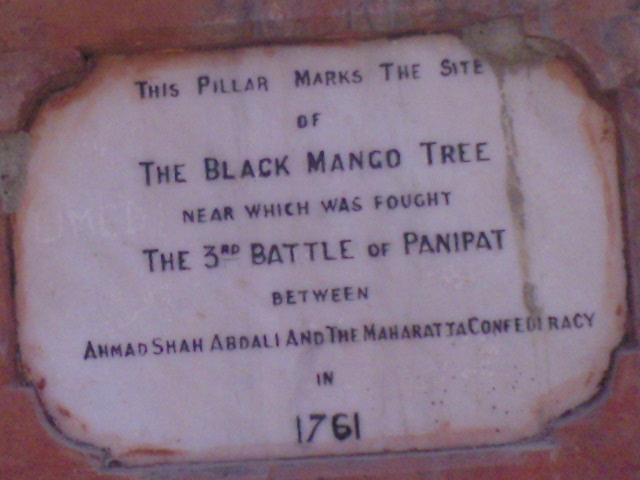 THIS PILLAR MARKS THE SITE
OF
THE BLACK MANGO TREE
NEAR WHICH WAS FOUGHT
THE 3RD BATTLE OF PANIPAT
BETWEEN
AHMAD SHAH ABDALI AND THE MAHARATTA CONFEDERACY
IN
1761